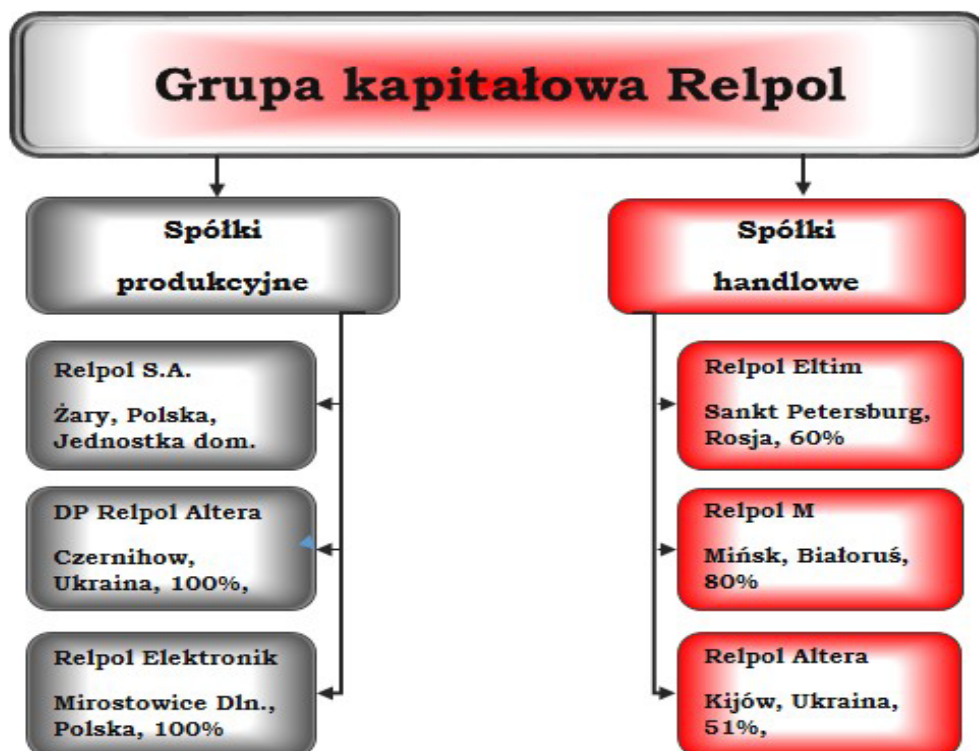 Grupa kapitałowa Relpol
Spółki
produkcyjne
Relpol S.A.
Żary, Polska,
Jednostka dom.
DP Relpol Altera
Czernihow,
Ukraina, 100%,
Relpol Elektronik
Mirostowice Dln.,
Polska, 100%
Spółki
handlowe
Relpol Eltim
Sankt Petersburg,
Rosja, 60%
Relpol M
Mińsk, Białoruś,
80%
Relpol Altera
Kijów, Ukraina,
51%,